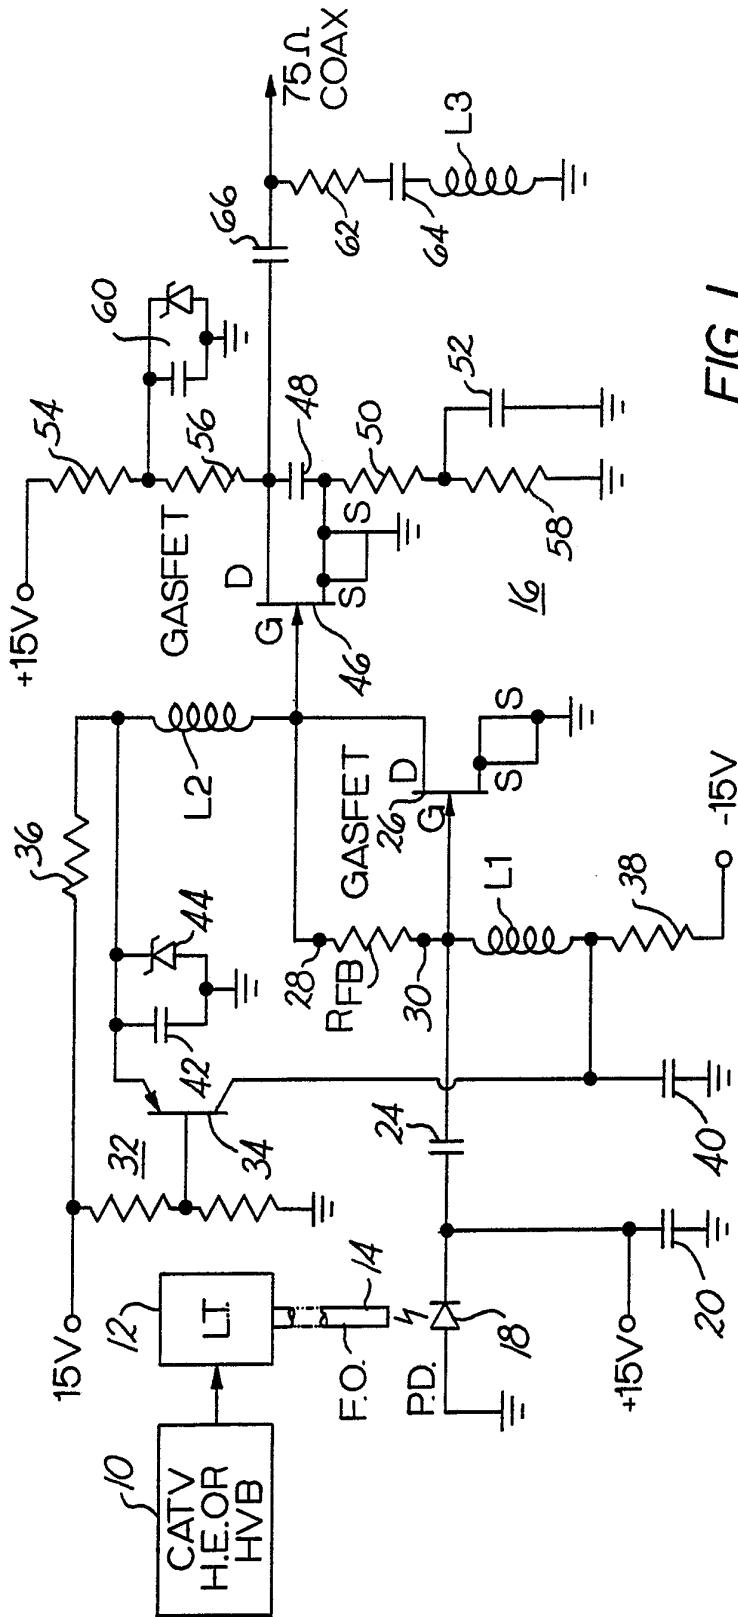 10
CATV
H.E. OR
HVB
12
L.T.
14
F.O.
P.D.
18
+15V
20
15V
32
34
36
42
44
24
40
28
RFB
30
L1
38
-15V
L2
GASFET
26
G
D
S
S
16
+15V
54
GASFET
56
60
G
D
46
S
S
48
50
52
58
66
62
64
L3
75Ω
COAX
FIG. 1